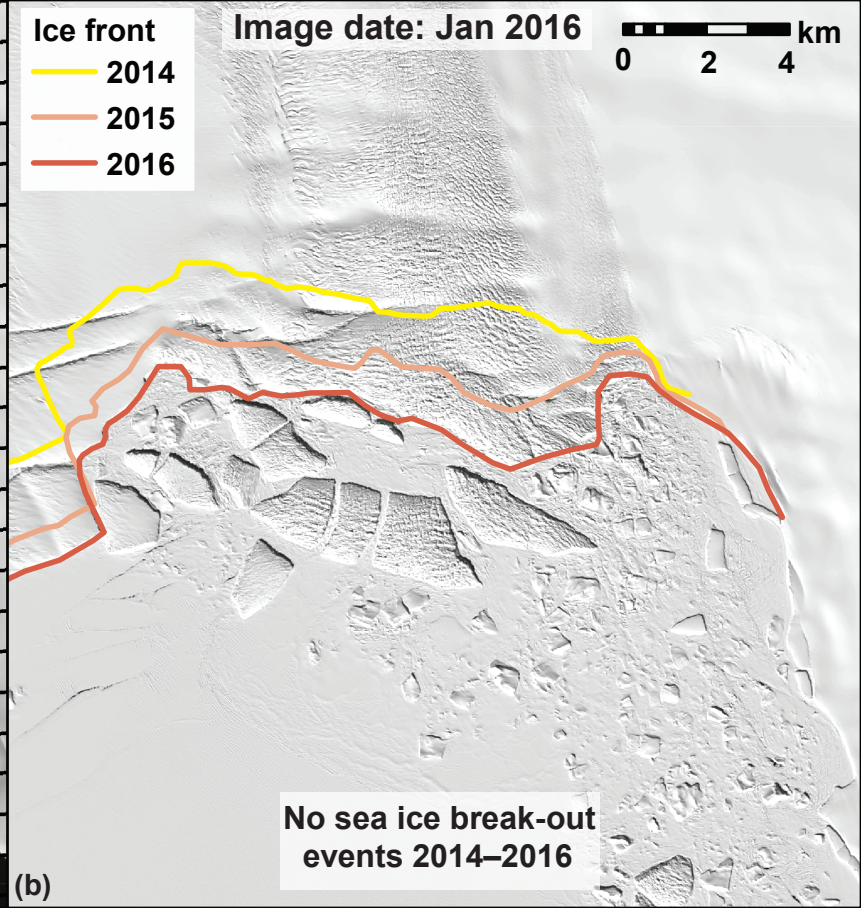 Ice front
2014
2015
2016
Image date: Jan 2016
km
0 2 4
No sea ice break-out
events 2014–2016
(b)